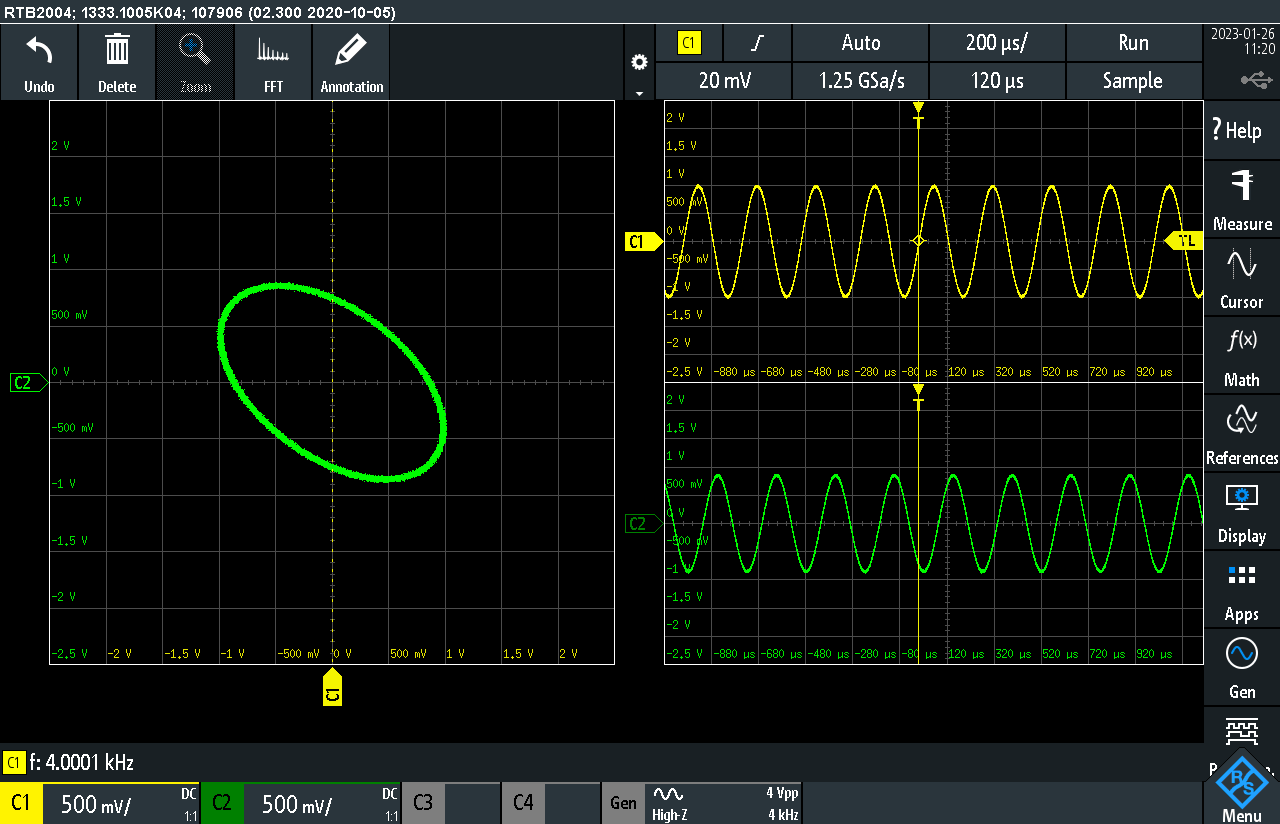 RTB2004; 1333.1005K04; 107906 (02.300 2020-10-05)
Undo Delete Zoom FFT Annotation
C1 Auto 200 µs/ Run
20 mV 1.25 GSa/s 120 µs Sample
2023-01-26
11:20
Help
Measure
Cursor
f(x)
Math
References
Display
Apps
Gen
R&S
Menu
2 V
1.5 V
1 V
500 mV
0 V
-500 mV
-1 V
-1.5 V
-2 V
-2.5 V -2 V -1.5 V -1 V -500 mV 0 V 500 mV 1 V 1.5 V 2 V
C2
C1
T
2 V
1.5 V
1 V
500 mV
0 V
-500 mV
-1 V
-1.5 V
-2 V
-2.5 V -880 µs -680 µs -480 µs -280 µs -80 µs 120 µs 320 µs 520 µs 720 µs 920 µs
C1
TL
T
2 V
1.5 V
1 V
500 mV
0 V
-500 mV
-1 V
-1.5 V
-2 V
-2.5 V -880 µs -680 µs -480 µs -280 µs -80 µs 120 µs 320 µs 520 µs 720 µs 920 µs
C2
C1 f: 4.0001 kHz
C1 500 mV/ DC 1:1
C2 500 mV/ DC 1:1
C3
C4
Gen High-Z 4 Vpp 4 kHz